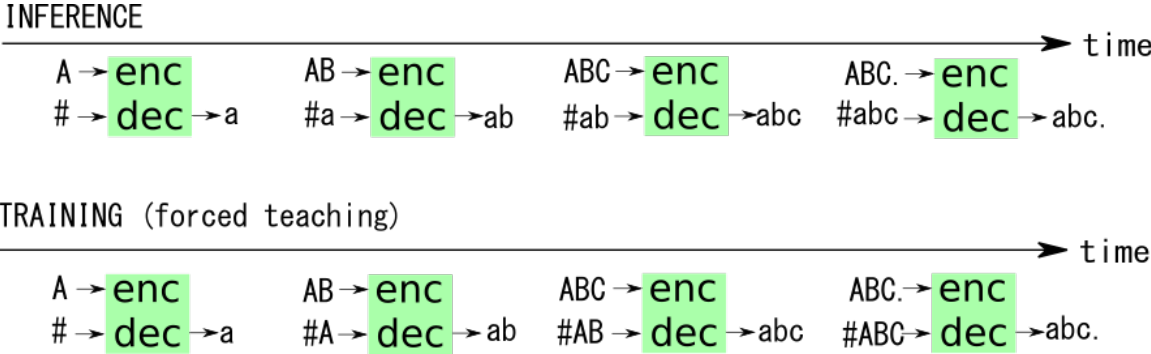 INFERENCE
time
A enc AB enc ABC enc ABC. enc
# dec a #a dec ab #ab dec abc #abc dec abc.
TRAINING (forced teaching)
time
A enc AB enc ABC enc ABC. enc
# dec a #A dec ab #AB dec abc #ABC dec abc.